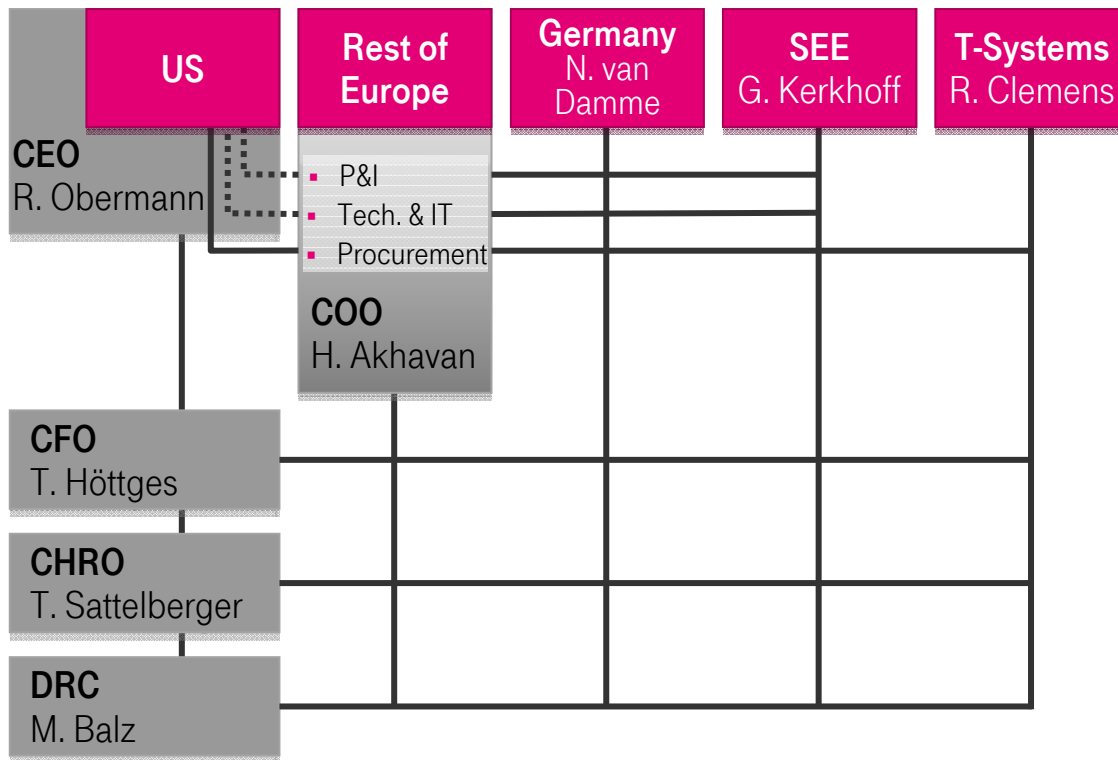 US
Rest of
Europe
Germany
N. van
Damme
SEE
G. Kerkhoff
T-Systems
R. Clemens
CEO
R. Obermann
P&I
Tech. & IT
Procurement
COO
H. Akhavan
CFO
T. Höttges
CHRO
T. Sattelberger
DRC
M. Balz